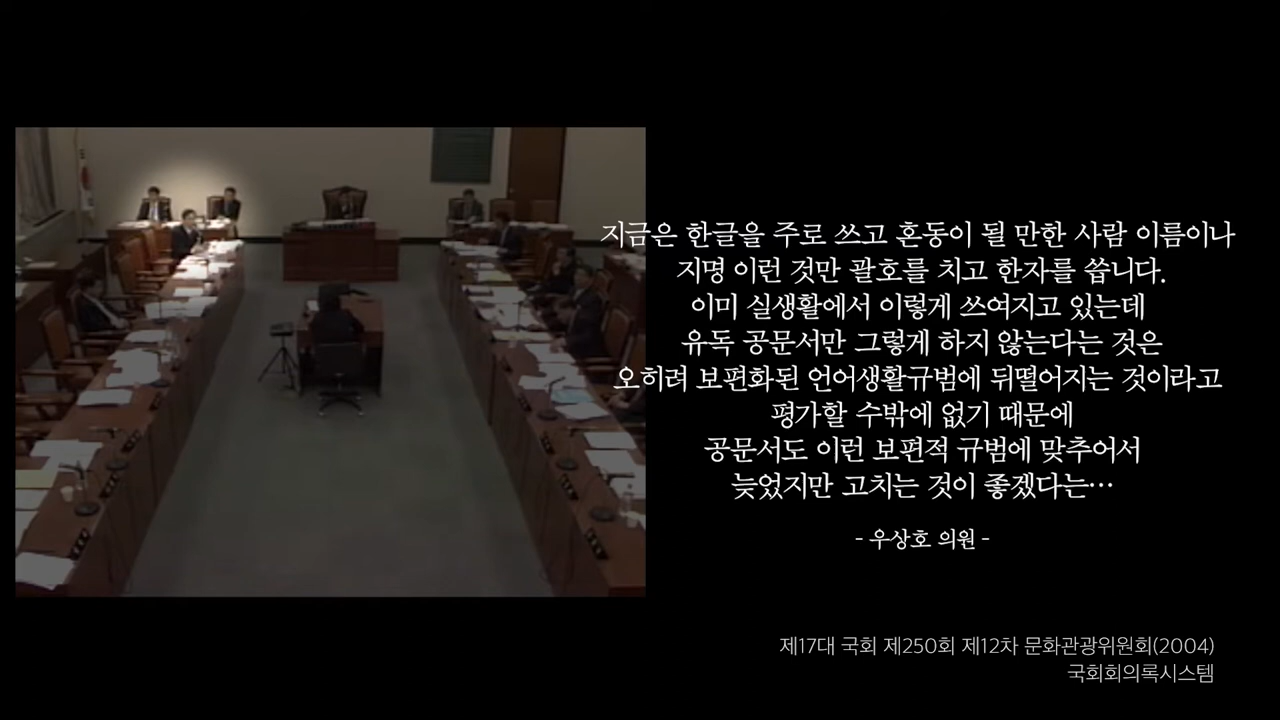 지금은 한글을 주로 쓰고 혼동이 될 만한 사람 이름이나
지명 이런 것만 괄호를 치고 한자를 씁니다.
이미 실생활에서 이렇게 쓰여지고 있는데
유독 공문서만 그렇게 하지 않는다는 것은
오히려 보편화된 언어생활규범에 뒤떨어지는 것이라고
평가할 수밖에 없기 때문에
공문서도 이런 보편적 규범에 맞추어서
늦었지만 고치는 것이 좋겠다는…
- 우상호 의원 -
제17대 국회 제250회 제12차 문화관광위원회(2004)
국회회의록시스템